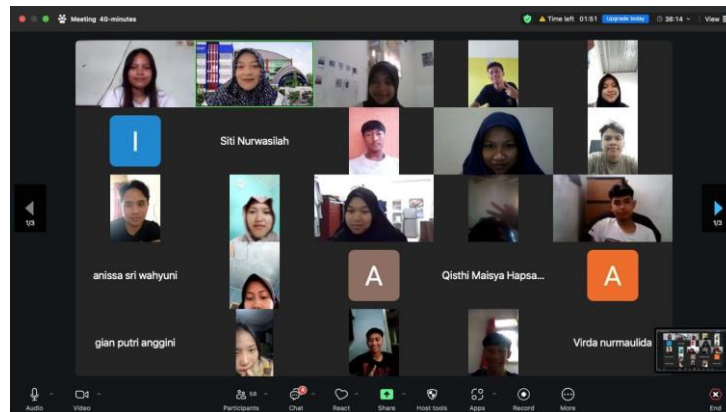 Meeting 40-minutes
Time left 01:51
Upgrade today
38:14
View
I
Siti Nurwasilah
1/3
1/3
anissa sri wahyuni
A
Qisthi Maisya Hapsa...
A
gian putri anggini
Virda nurmaulida
Audio
Video
58
Participants
Chat
React
Share
Host tools
Apps
Record
More
End